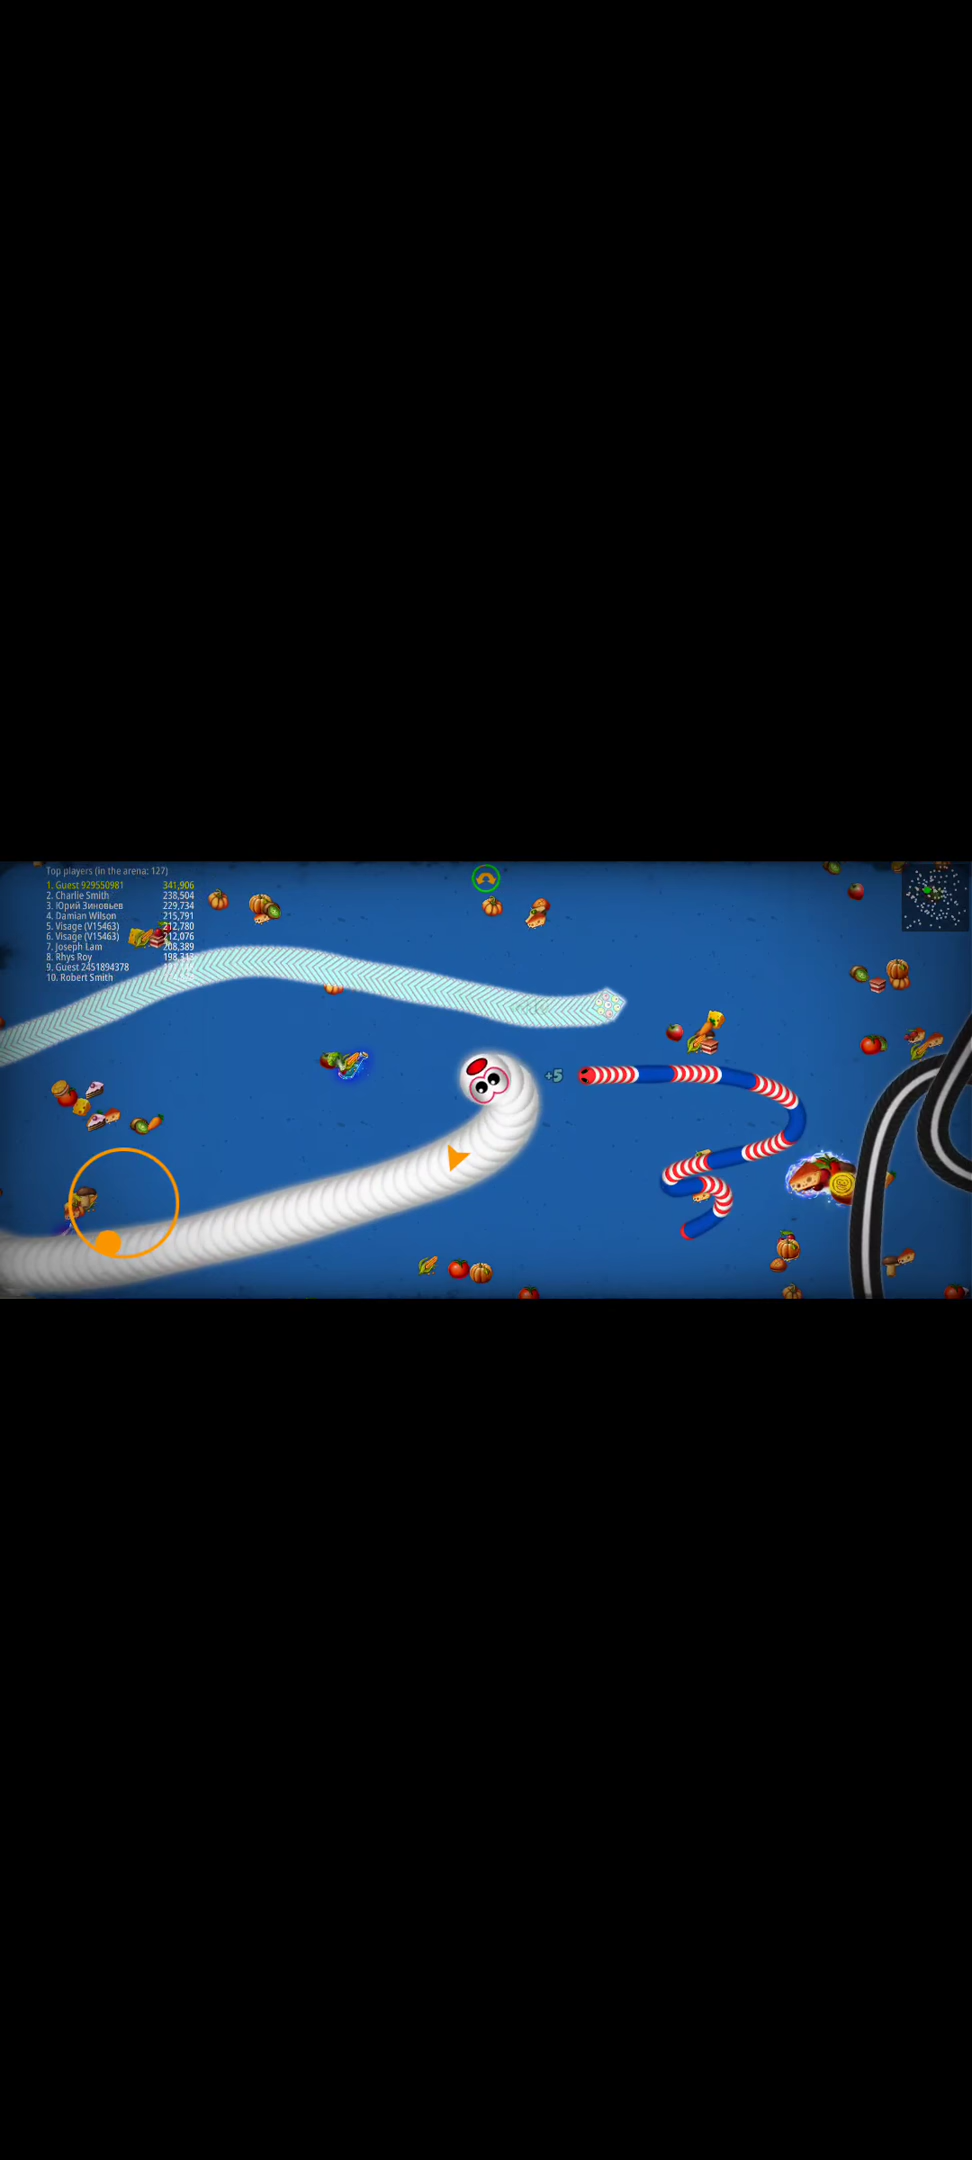 Top players (in the arena: 127)
1. Guest 929550981 341,906
2. Charlie Smith 238,504
3. Юрий Зиновьев 229,734
4. Damian Wilson 215,791
5. Visage (V15463) 212,780
6. Visage (V15463) 212,076
7. Joseph Lam 208,389
8. Rhys Roy
9. Guest 2451894378
10. Robert Smith
+5